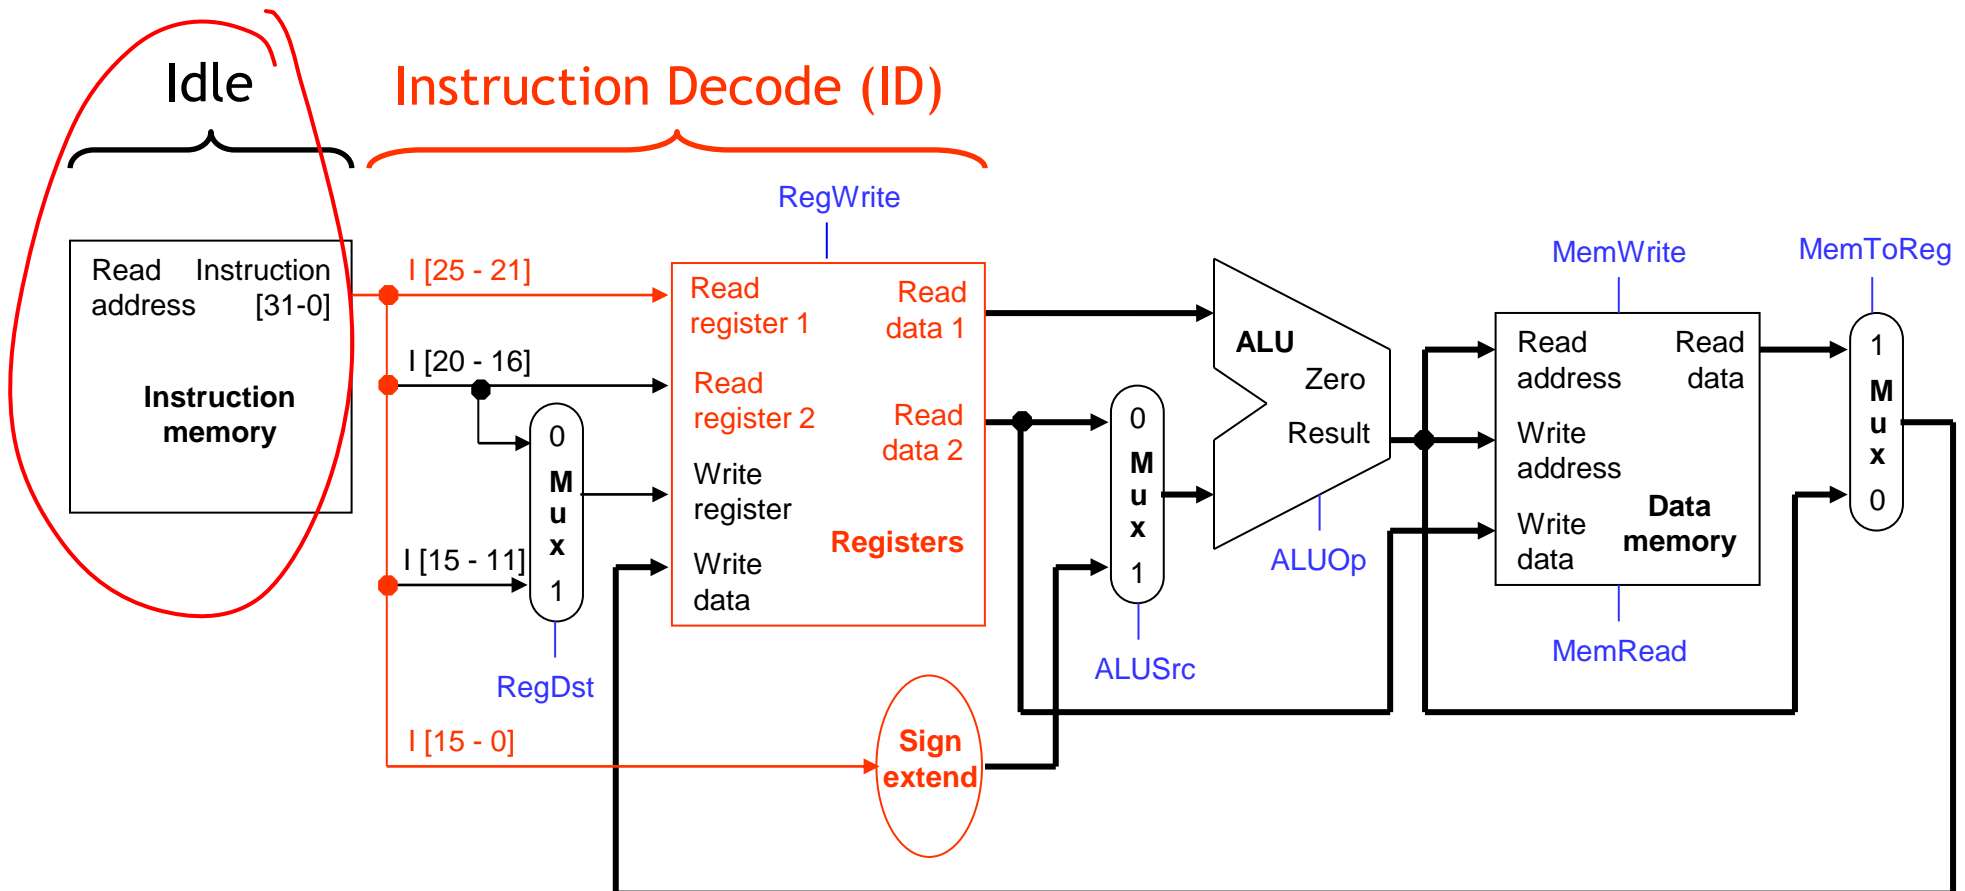 Idle
Instruction Decode (ID)
RegWrite
MemWrite
MemToReg
Read address
Instruction [31-0]
Instruction
memory
I [25 - 21]
I [20 - 16]
I [15 - 11]
I [15 - 0]
0
M
u
x
1
RegDst
Read
register 1
Read
data 1
Read
register 2
Read
data 2
Write
register
Write
data
Registers
Sign
extend
0
M
u
x
1
ALUSrc
ALU
Zero
Result
ALUOp
Read
address
Read
data
Write
address
Write
data
Data
memory
MemRead
1
M
u
x
0